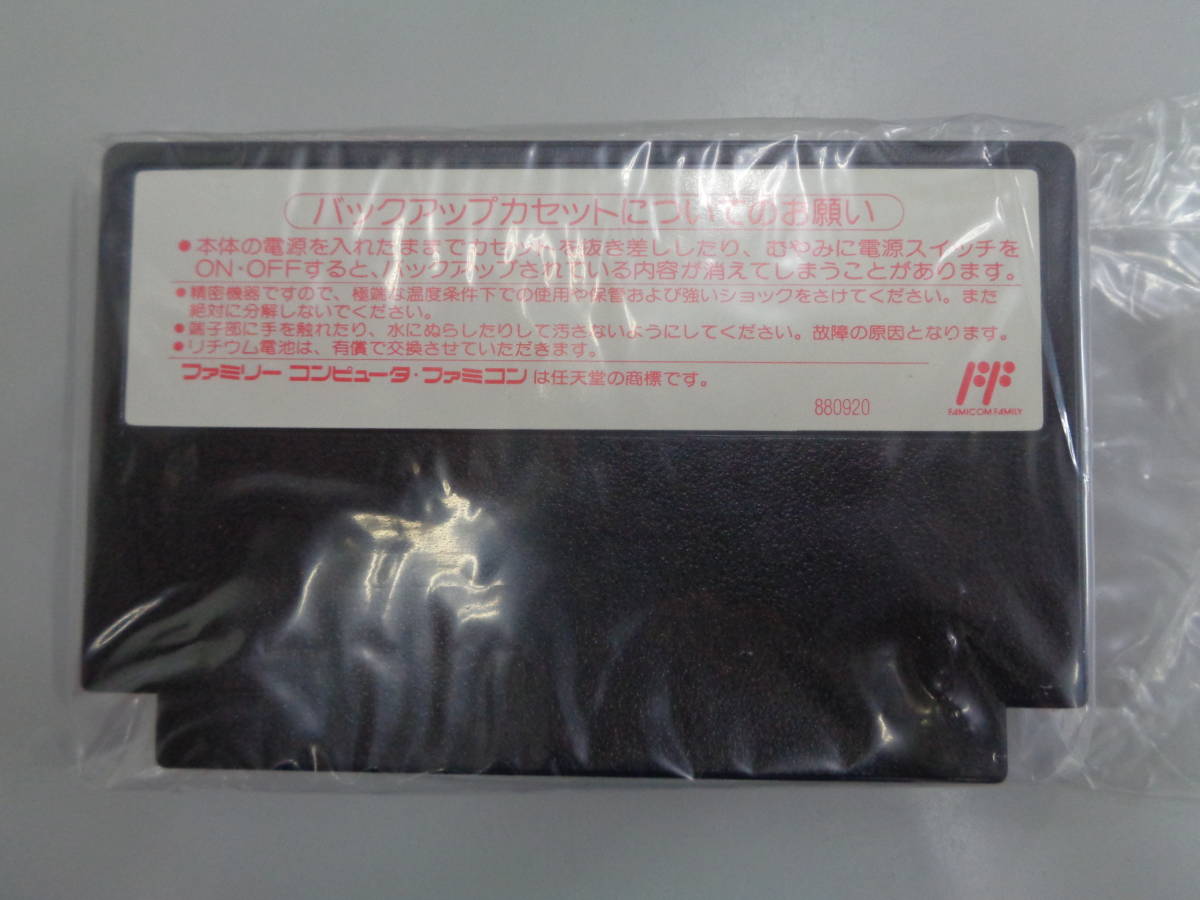 バックアップカセットについてのお願い
●本体の電源を入れたままでカセットを抜き差ししたり、むやみに電源スイッチを
ON・OFFすると、バックアップされている内容が消えてしまうことがあります。
●精密機器ですので、極端な温度条件下での使用や保管および強いショックをさけてください。また
絶対に分解しないでください。
●端子部に手を触れたり、水にぬらしたりして汚さないようにしてください。故障の原因となります。
●リチウム電池は、有償で交換させていただきます。
ファミリー コンピュータ・ファミコン は任天堂の商標です。
880920
FAMICOM FAMILY